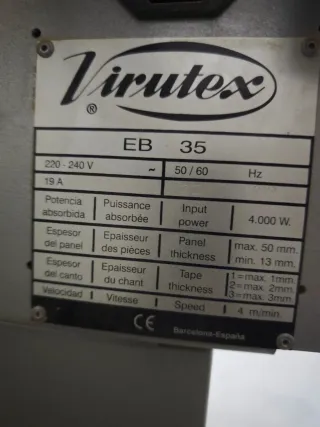 Virutex
®
EB 35
220 - 240 V ~ 50 / 60 Hz
19 A
Potencia absorbida Puissance absorbée Input power 4.000 W.
Espesor del panel Epaisseur des pièces Panel thickness max. 50 mm. min. 13 mm.
Espesor del canto Epaisseur du chant Tape thickness 1=max. 1mm. 2=max. 2mm. 3=max. 3mm.
Velocidad Vitesse Speed 4 m/min.
CE Barcelona-España